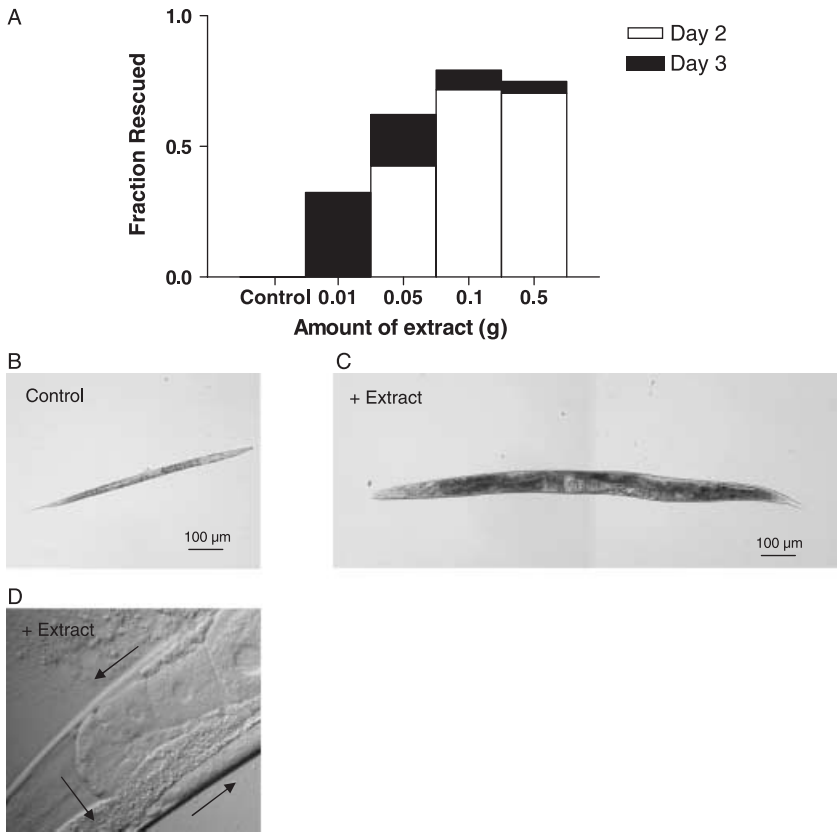 A
1.0
0.5
0.0
Fraction Rescued
Day 2
Day 3
Control 0.01 0.05 0.1 0.5
Amount of extract (g)
B
Control
100 µm
C
+ Extract
100 µm
D
+ Extract